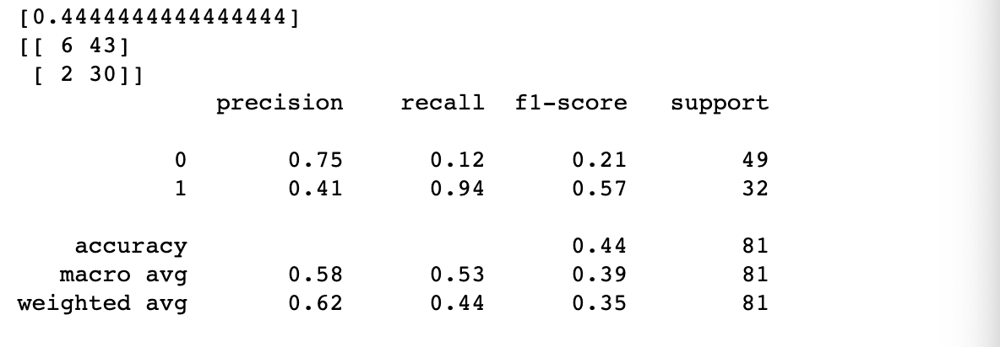 [0.4444444444444444]
[[ 6 43]
 [ 2 30]]
precision recall f1-score support
0 0.75 0.12 0.21 49
1 0.41 0.94 0.57 32
accuracy 0.44 81
macro avg 0.58 0.53 0.39 81
weighted avg 0.62 0.44 0.35 81